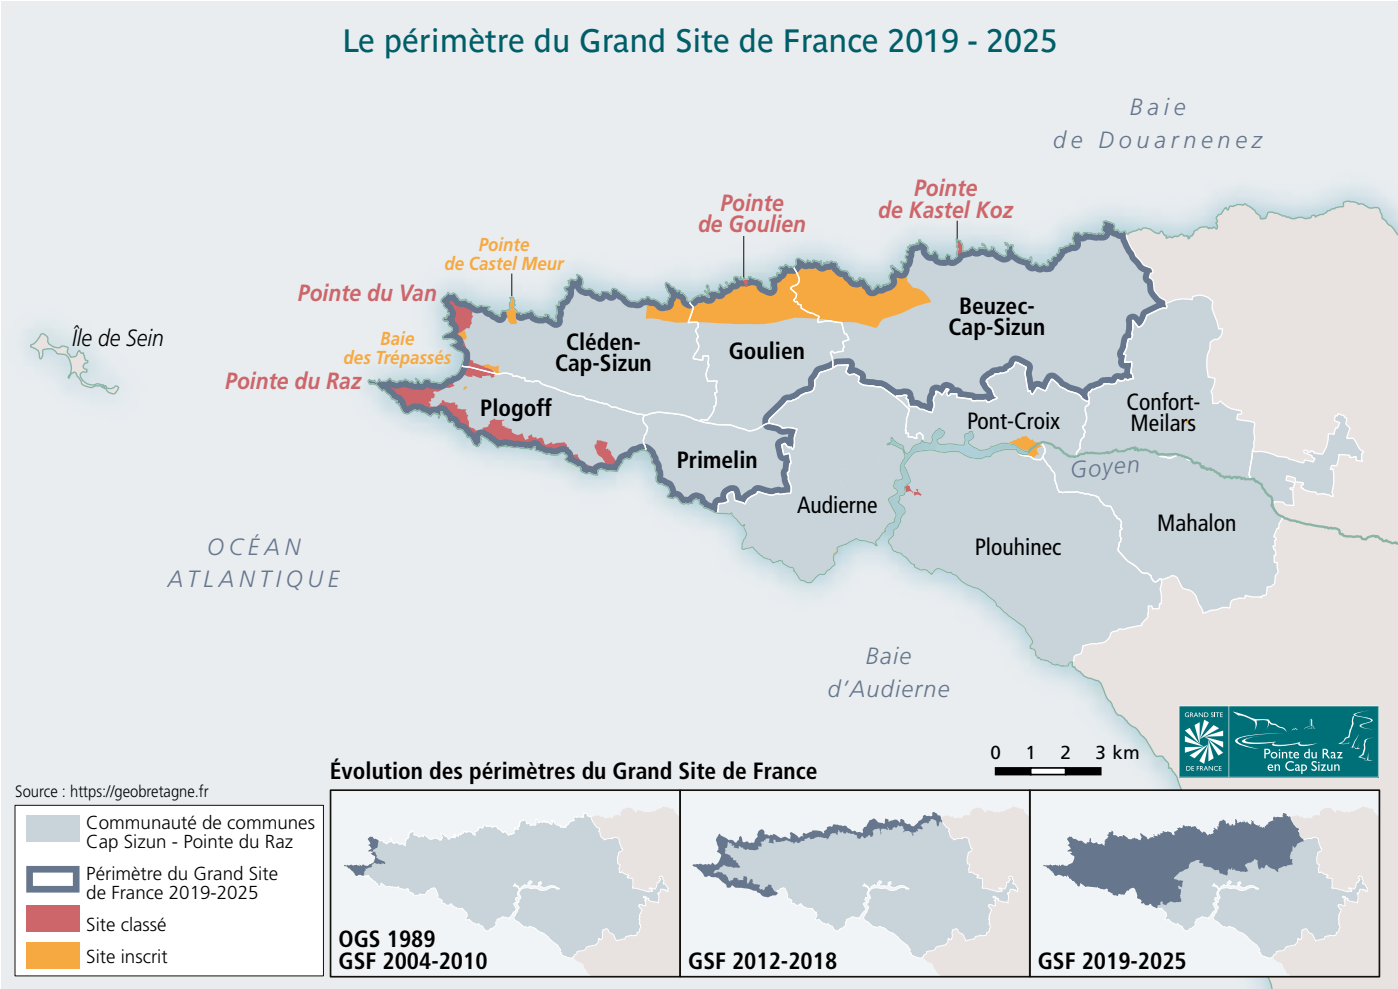 Le périmètre du Grand Site de France 2019 - 2025
Baie
de Douarnenez
Pointe
de Kastel Koz
Pointe
de Goulien
Pointe
de Castel Meur
Pointe du Van
Île de Sein
Baie
des Trépassés
Pointe du Raz
Beuzec-
Cap-Sizun
Cléden-
Cap-Sizun
Goulien
Plogoff
Confort-
Meilars
Pont-Croix
Primelin
Goyen
Audierne
Mahalon
Plouhinec
OCÉAN
ATLANTIQUE
Baie
d'Audierne
GRAND SITE
DE FRANCE
Pointe du Raz
en Cap Sizun
0 1 2 3 km
Évolution des périmètres du Grand Site de France
Source : https://geobretagne.fr
Communauté de communes
Cap Sizun - Pointe du Raz
Périmètre du Grand Site
de France 2019-2025
Site classé
Site inscrit
OGS 1989
GSF 2004-2010
GSF 2012-2018
GSF 2019-2025